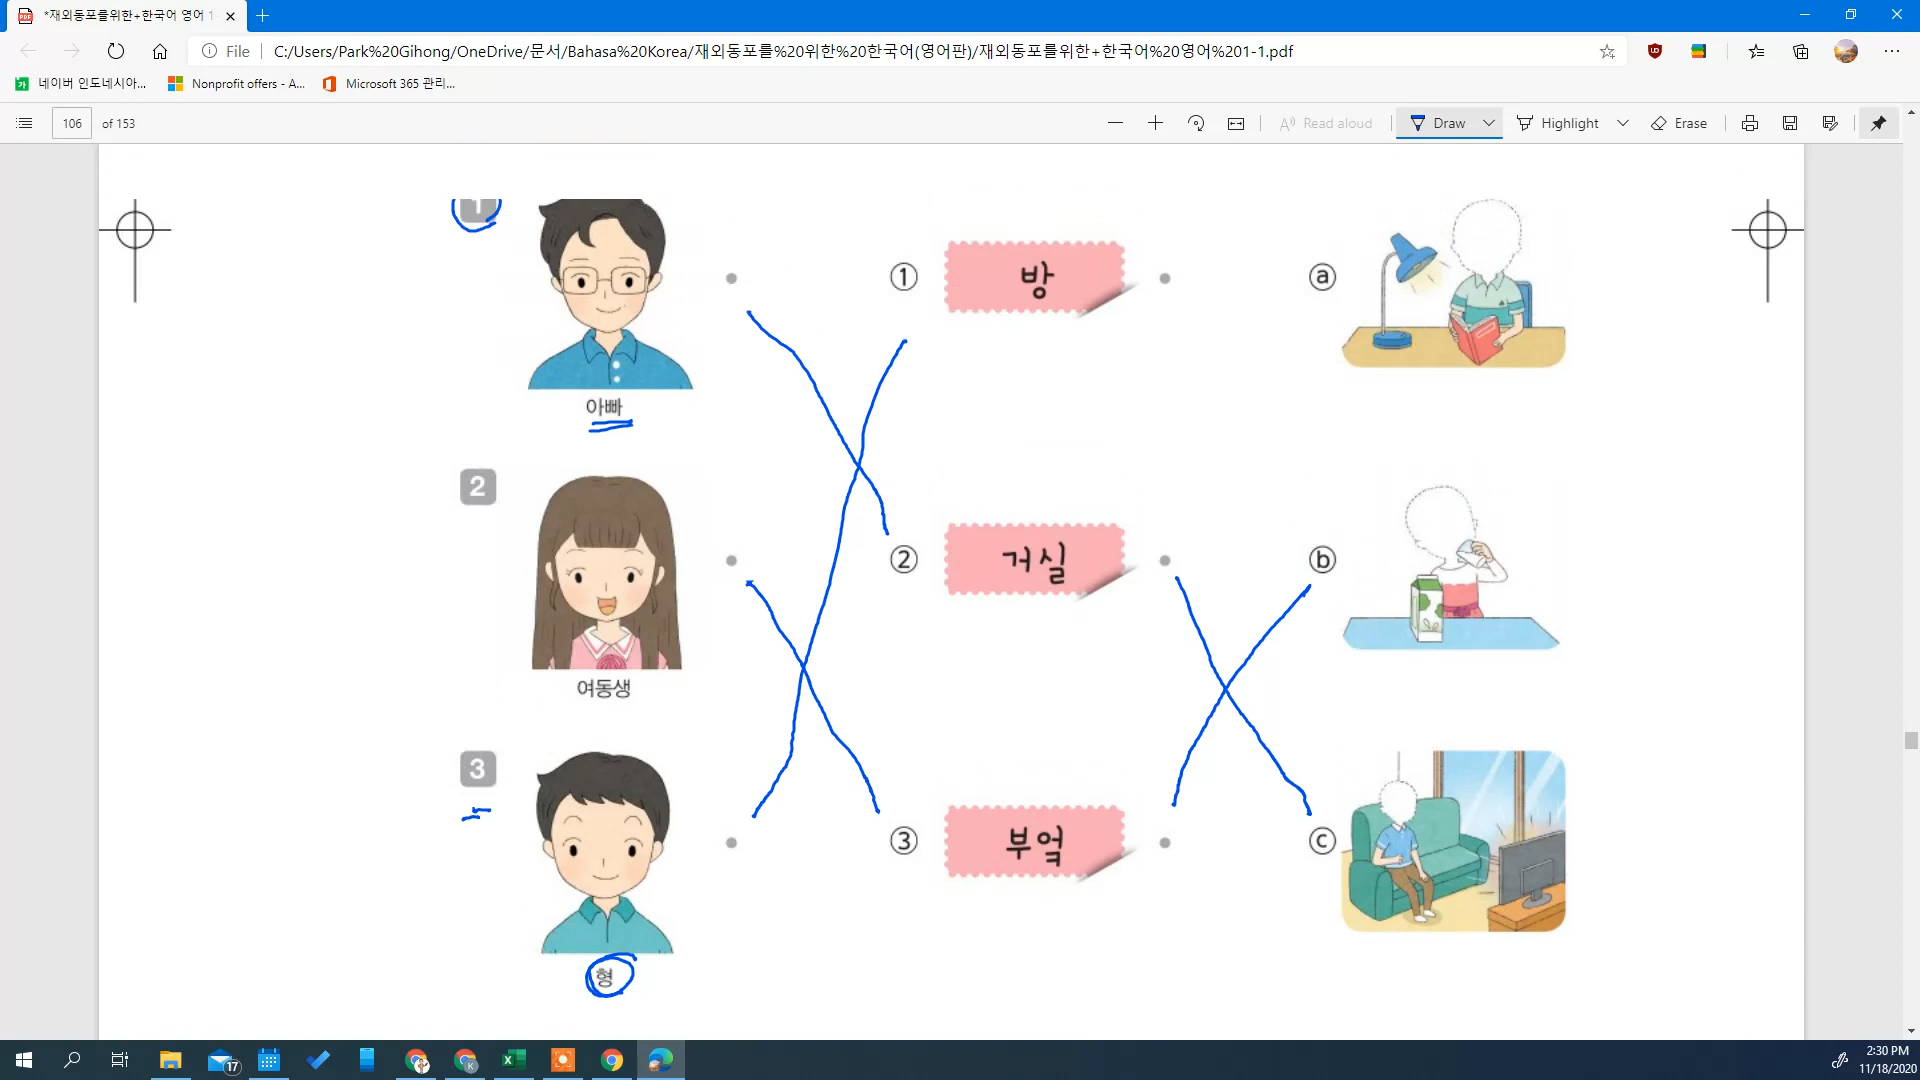 *재외동포를위한+한국어 영어 1
File
C:/Users/Park%20Gihong/OneDrive/문서/Bahasa%20Korea/재외동포를%20위한%20한국어(영어판)/재외동포를위한+한국어%20영어%201-1.pdf
네이버 인도네시아...
Nonprofit offers - A...
Microsoft 365 관리...
106 of 153
Read aloud
Draw
Highlight
Erase
1
① 방
ⓐ
아빠
2
② 거실
ⓑ
여동생
3
③ 부엌
ⓒ
형
17
2:30 PM
11/18/2020